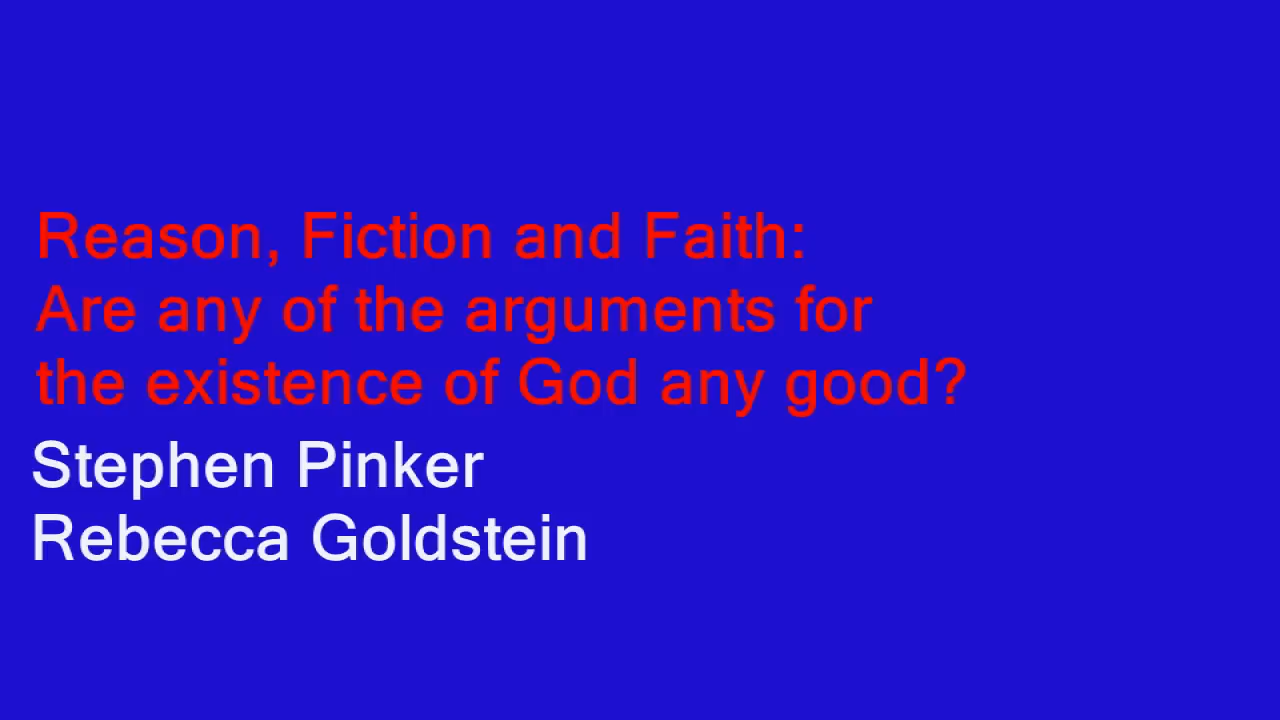 Reason, Fiction and Faith:
Are any of the arguments for
the existence of God any good?
Stephen Pinker
Rebecca Goldstein